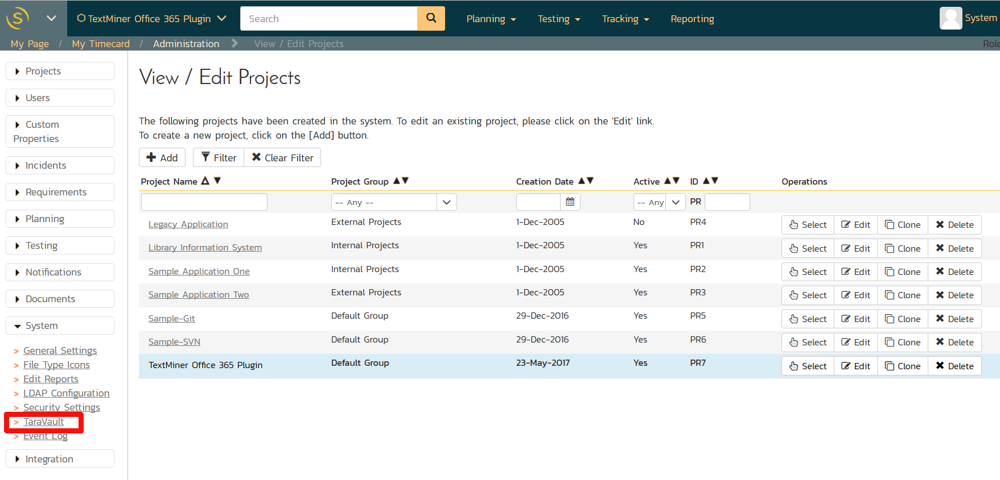 S TextMiner Office 365 Plugin Search Planning Testing Tracking Reporting System
My Page / My Timecard / Administration View / Edit Projects Role
Projects
Users
Custom
Properties
Incidents
Requirements
Planning
Testing
Notifications
Documents
System
> General Settings
> File Type Icons
> Edit Reports
> LDAP Configuration
> Security Settings
> TaraVault
> Event Log
Integration
View / Edit Projects
The following projects have been created in the system. To edit an existing project, please click on the 'Edit' link.
To create a new project, click on the [Add] button.
Add Filter Clear Filter
Project Name Project Group Creation Date Active ID Operations
-- Any -- -- Any PR
Legacy Application External Projects 1-Dec-2005 No PR4 Select Edit Clone Delete
Library Information System Internal Projects 1-Dec-2005 Yes PR1 Select Edit Clone Delete
Sample Application One Internal Projects 1-Dec-2005 Yes PR2 Select Edit Clone Delete
Sample Application Two External Projects 1-Dec-2005 Yes PR3 Select Edit Clone Delete
Sample-Git Default Group 29-Dec-2016 Yes PR5 Select Edit Clone Delete
Sample-SVN Default Group 29-Dec-2016 Yes PR6 Select Edit Clone Delete
TextMiner Office 365 Plugin Default Group 23-May-2017 Yes PR7 Select Edit Clone Delete